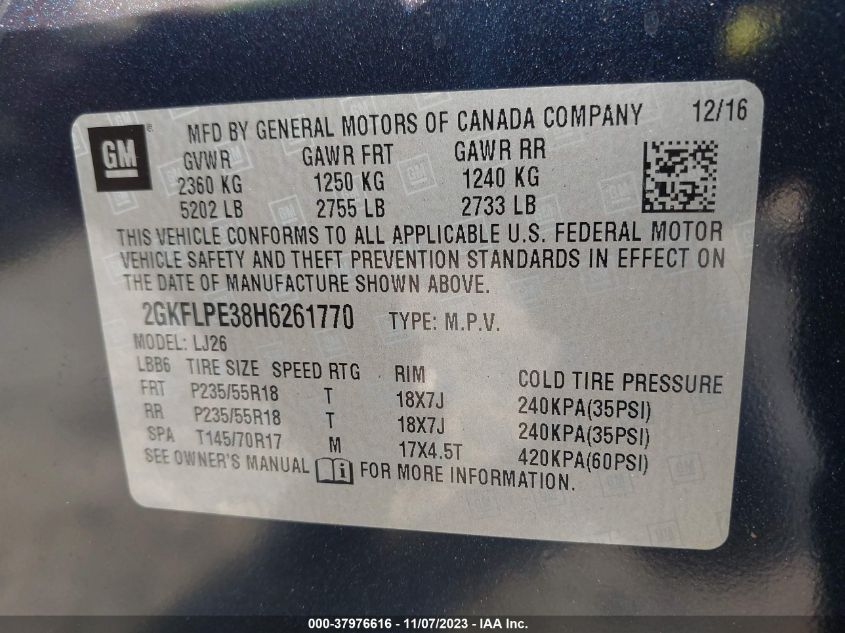 GM
MFD BY GENERAL MOTORS OF CANADA COMPANY 12/16
GVWR GAWR FRT GAWR RR
2360 KG 1250 KG 1240 KG
5202 LB 2755 LB 2733 LB
THIS VEHICLE CONFORMS TO ALL APPLICABLE U.S. FEDERAL MOTOR
VEHICLE SAFETY AND THEFT PREVENTION STANDARDS IN EFFECT ON
THE DATE OF MANUFACTURE SHOWN ABOVE.
2GKFLPE38H6261770 TYPE: M.P.V.
MODEL: LJ26
LBB6 TIRE SIZE SPEED RTG RIM COLD TIRE PRESSURE
FRT P235/55R18 T 18X7J 240KPA(35PSI)
RR P235/55R18 T 18X7J 240KPA(35PSI)
SPA T145/70R17 M 17X4.5T 420KPA(60PSI)
SEE OWNER'S MANUAL i FOR MORE INFORMATION.
000-37976616 - 11/07/2023 - IAA Inc.